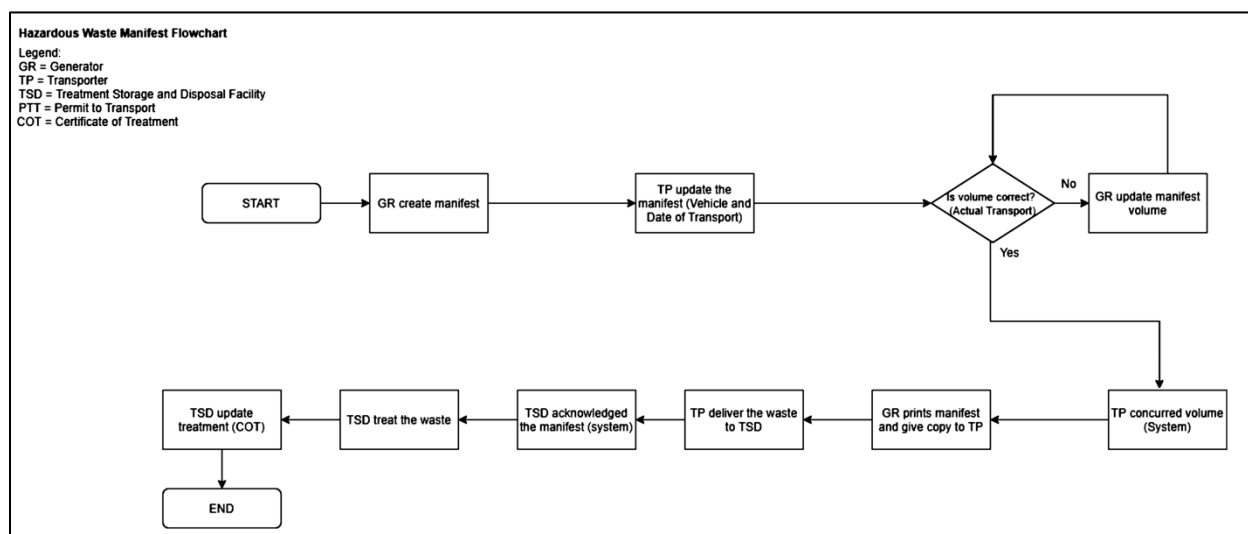 Hazardous Waste Manifest Flowchart
Legend:
GR = Generator
TP = Transporter
TSD = Treatment Storage and Disposal Facility
PTT = Permit to Transport
COT = Certificate of Treatment
START
GR create manifest
TP update the
manifest (Vehicle and
Date of Transport)
Is volume correct?
(Actual Transport)
No
GR update manifest
volume
Yes
TP concurred volume
(System)
GR prints manifest
and give copy to TP
TP deliver the waste
to TSD
TSD acknowledged
the manifest (system)
TSD treat the waste
TSD update
treatment (COT)
END